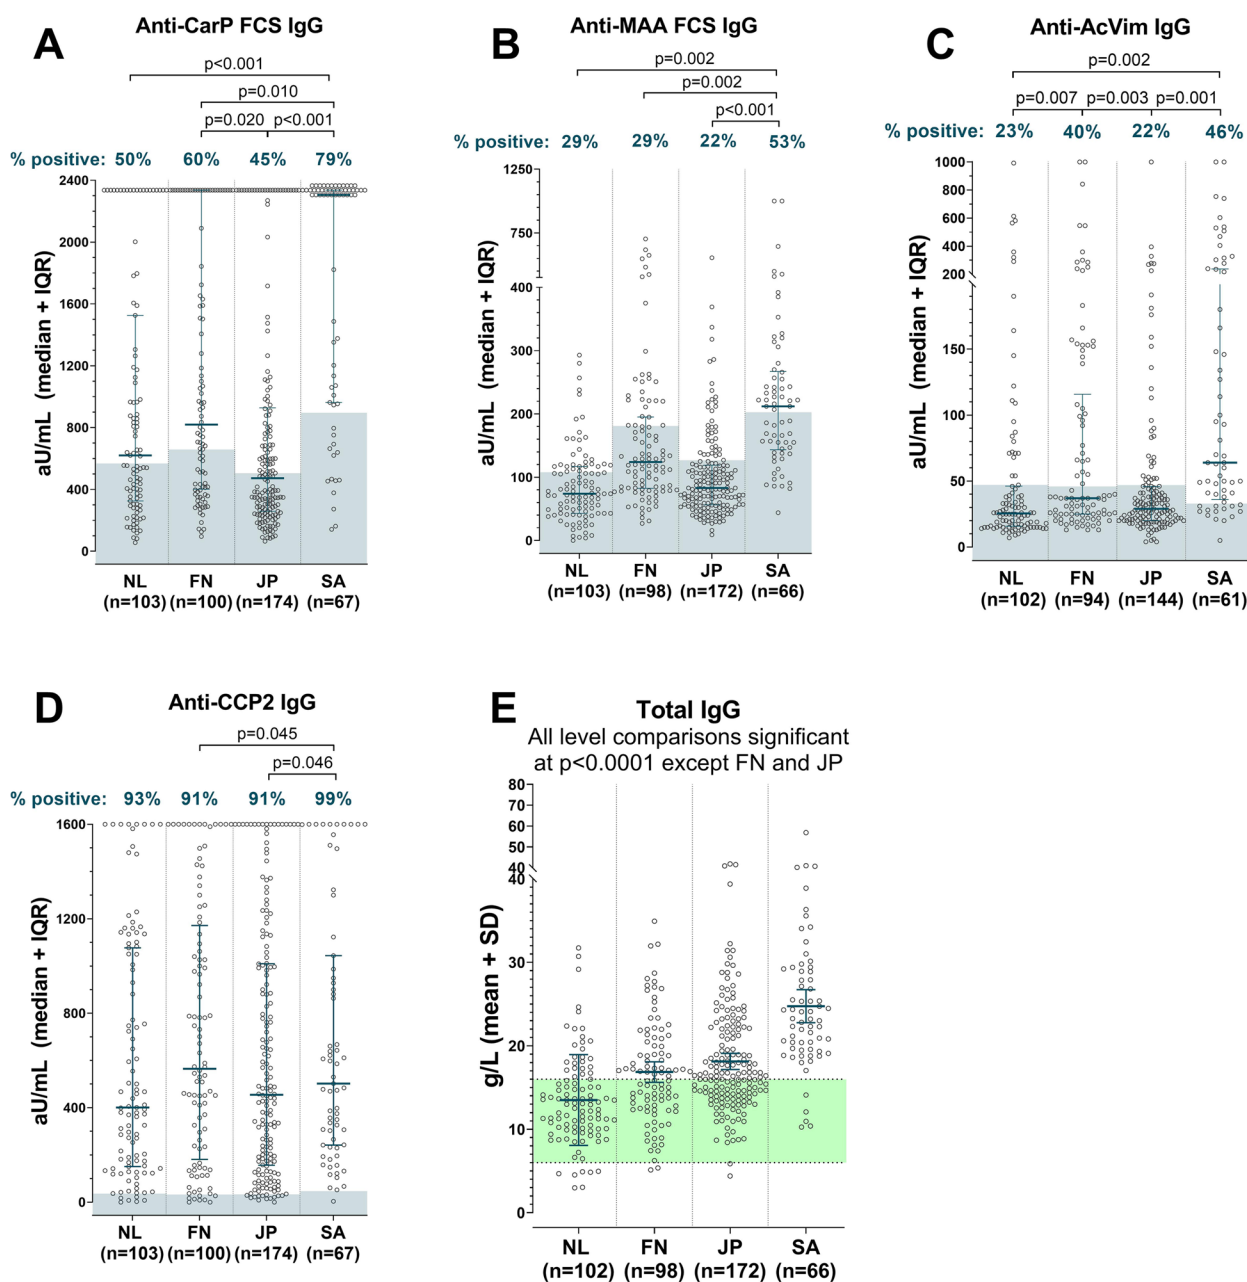 A
Anti-CarP FCS IgG
p<0.001
p=0.010
p=0.020 p<0.001
% positive: 50% 60% 45% 79%
2400
2000
1600
1200
800
400
0
aU/mL (median + IQR)
NL FN JP SA
(n=103) (n=100) (n=174) (n=67)
B
Anti-MAA FCS IgG
p=0.002
p=0.002
p<0.001
% positive: 29% 29% 22% 53%
1250
750
400
300
200
100
0
aU/mL (median + IQR)
NL FN JP SA
(n=103) (n=98) (n=172) (n=66)
C
Anti-AcVim IgG
p=0.002
p=0.007 p=0.003 p=0.001
% positive: 23% 40% 22% 46%
1000
800
600
400
200
150
100
50
0
aU/mL (median + IQR)
NL FN JP SA
(n=102) (n=94) (n=144) (n=61)
D
Anti-CCP2 IgG
p=0.045
p=0.046
% positive: 93% 91% 91% 99%
1600
1200
800
400
0
aU/mL (median + IQR)
NL FN JP SA
(n=103) (n=100) (n=174) (n=67)
E
Total IgG
All level comparisons significant
at p<0.0001 except FN and JP
80
70
60
50
40
40
30
20
10
0
g/L (mean + SD)
NL FN JP SA
(n=102) (n=98) (n=172) (n=66)